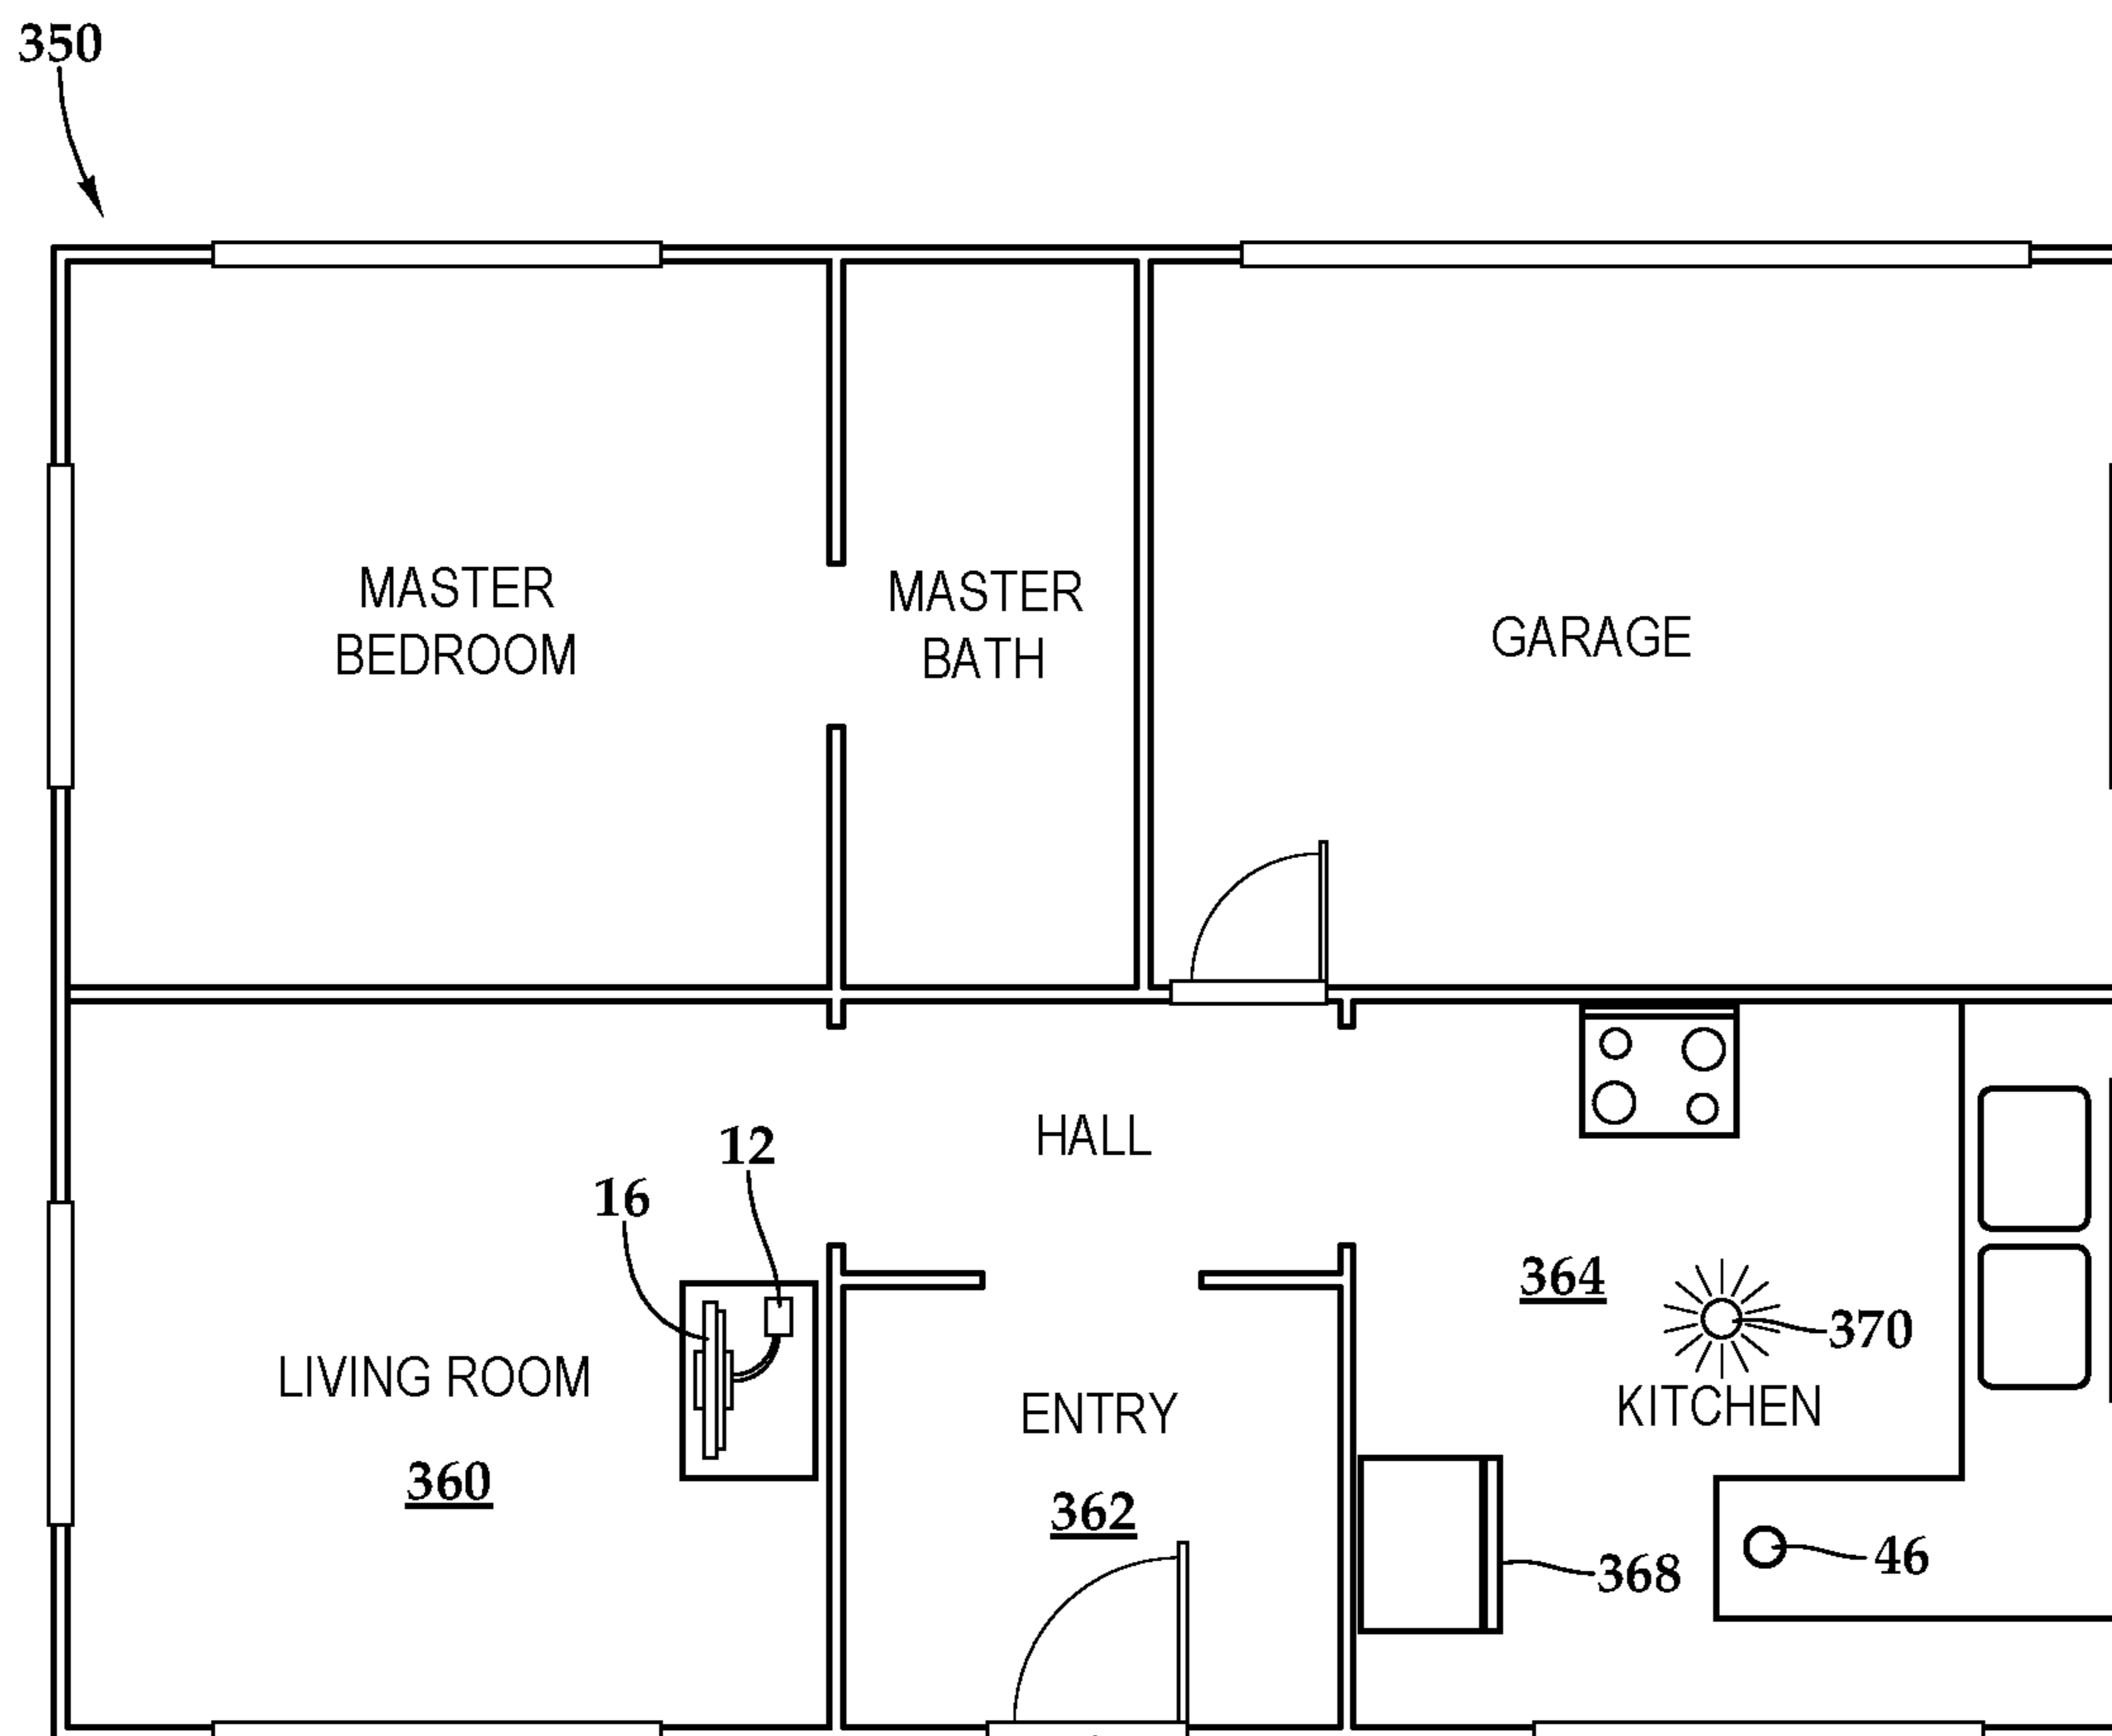 350
MASTER
BEDROOM
MASTER
BATH
GARAGE
HALL
12
16
364
370
LIVING ROOM
ENTRY
KITCHEN
360
362
368
46